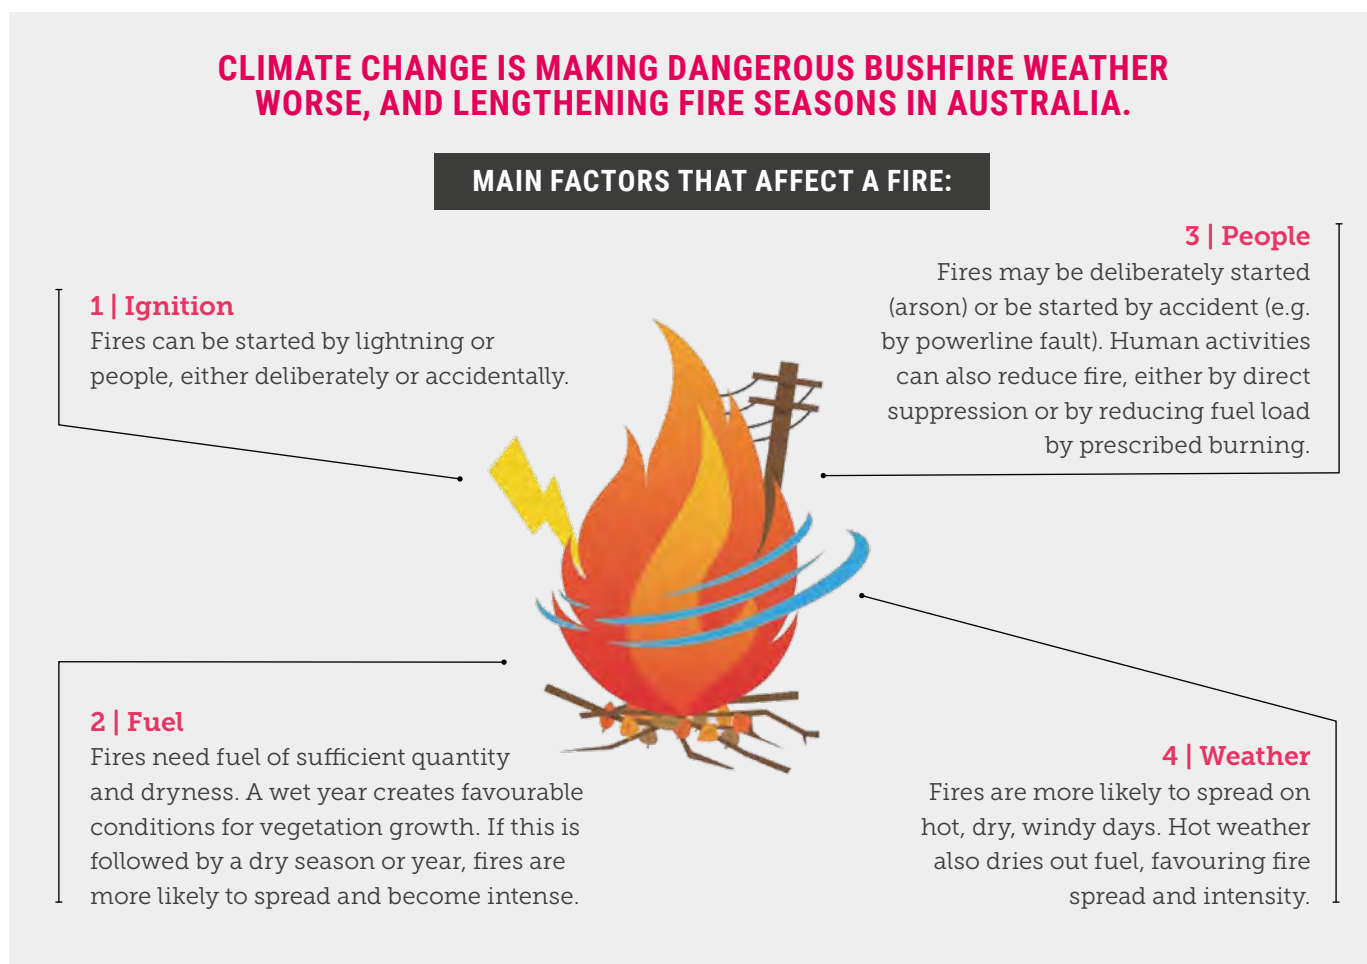 CLIMATE CHANGE IS MAKING DANGEROUS BUSHFIRE WEATHER
WORSE, AND LENGTHENING FIRE SEASONS IN AUSTRALIA.
MAIN FACTORS THAT AFFECT A FIRE:
1 | Ignition
Fires can be started by lightning or
people, either deliberately or accidentally.
2 | Fuel
Fires need fuel of sufficient quantity
and dryness. A wet year creates favourable
conditions for vegetation growth. If this is
followed by a dry season or year, fires are
more likely to spread and become intense.
3 | People
Fires may be deliberately started
(arson) or be started by accident (e.g.
by powerline fault). Human activities
can also reduce fire, either by direct
suppression or by reducing fuel load
by prescribed burning.
4 | Weather
Fires are more likely to spread on
hot, dry, windy days. Hot weather
also dries out fuel, favouring fire
spread and intensity.